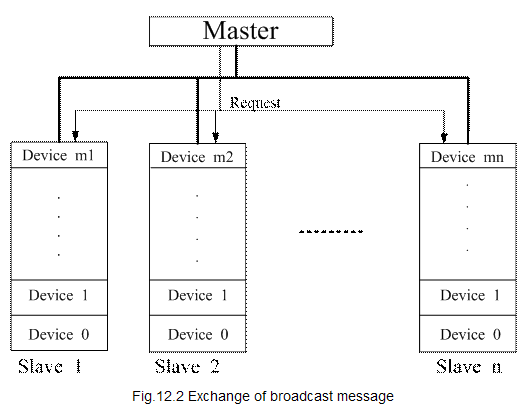 Master
Request
Device m1 Device m2 Device mn
Device 1 Device 1 Device 1
Device 0 Device 0 Device 0
Slave 1 Slave 2 Slave n
Fig.12.2 Exchange of broadcast message